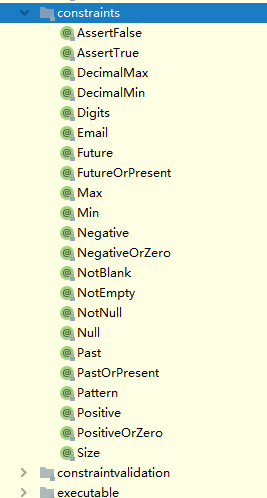 constraints
AssertFalse
AssertTrue
DecimalMax
DecimalMin
Digits
Email
Future
FutureOrPresent
Max
Min
Negative
NegativeOrZero
NotBlank
NotEmpty
NotNull
Null
Past
PastOrPresent
Pattern
Positive
PositiveOrZero
Size
constraintvalidation
executable